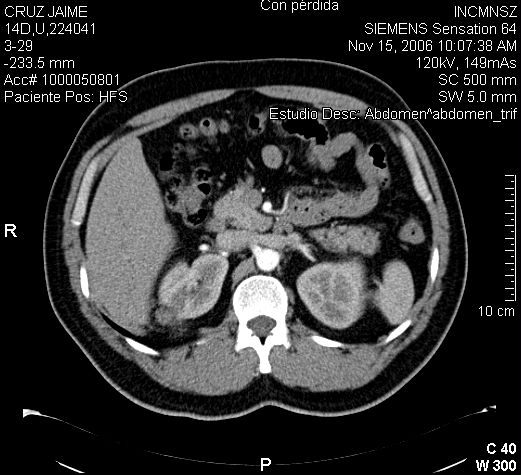 Con pérdida
CRUZ JAIME
14D,U,224041
3-29
-233.5 mm
Acc# 1000050801
Paciente Pos: HFS
INCMNSZ
SIEMENS Sensation 64
Nov 15, 2006 10:07:38 AM
120kV, 149mAs
SC 500 mm
SW 5.0 mm
Estudio Desc: Abdomen^abdomen_trif
R
10 cm
P
C 40
W 300